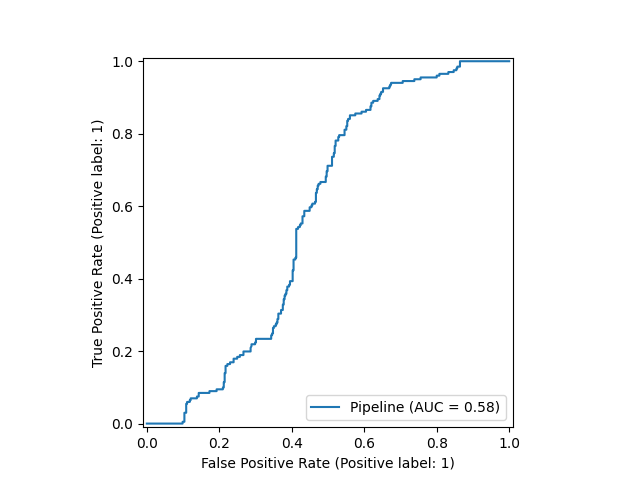 1.0
0.8
0.6
0.4
0.2
0.0
True Positive Rate (Positive label: 1)
Pipeline (AUC = 0.58)
0.0 0.2 0.4 0.6 0.8 1.0
False Positive Rate (Positive label: 1)